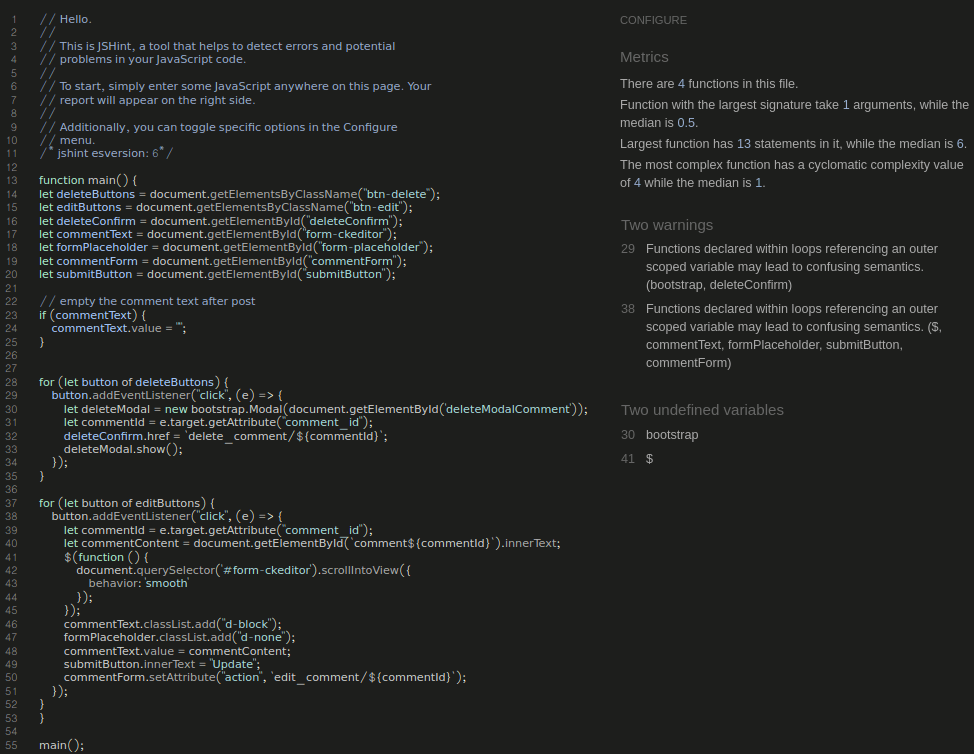 1 // Hello.
2 //
3 // This is JSHint, a tool that helps to detect errors and potential
4 // problems in your JavaScript code.
5 //
6 // To start, simply enter some JavaScript anywhere on this page. Your
7 // report will appear on the right side.
8 //
9 // Additionally, you can toggle specific options in the Configure
10 // menu.
11 /* jshint esversion: 6*/
12
13 function main() {
14 let deleteButtons = document.getElementsByClassName("btn-delete");
15 let editButtons = document.getElementsByClassName("btn-edit");
16 let deleteConfirm = document.getElementById("deleteConfirm");
17 let commentText = document.getElementById("form-ckeditor");
18 let formPlaceholder = document.getElementById("form-placeholder");
19 let commentForm = document.getElementById("commentForm");
20 let submitButton = document.getElementById("submitButton");
21
22 // empty the comment text after post
23 if (commentText) {
24 commentText.value = "";
25 }
26
27
28 for (let button of deleteButtons) {
29 button.addEventListener("click", (e) => {
30 let deleteModal = new bootstrap.Modal(document.getElementById('deleteModalComment'));
31 let commentId = e.target.getAttribute("comment_id");
32 deleteConfirm.href = `delete_comment/${commentId}`;
33 deleteModal.show();
34 });
35 }
36
37 for (let button of editButtons) {
38 button.addEventListener("click", (e) => {
39 let commentId = e.target.getAttribute("comment_id");
40 let commentContent = document.getElementById(`comment${commentId}`).innerText;
41 $(function () {
42 document.querySelector('#form-ckeditor').scrollIntoView({
43 behavior: 'smooth'
44 });
45 });
46 commentText.classList.add("d-block");
47 formPlaceholder.classList.add("d-none");
48 commentText.value = commentContent;
49 submitButton.innerText = "Update";
50 commentForm.setAttribute("action", `edit_comment/${commentId}`);
51 });
52 }
53 }
54
55 main();
CONFIGURE
Metrics
There are 4 functions in this file.
Function with the largest signature take 1 arguments, while the
median is 0.5.
Largest function has 13 statements in it, while the median is 6.
The most complex function has a cyclomatic complexity value
of 4 while the median is 1.
Two warnings
29 Functions declared within loops referencing an outer
scoped variable may lead to confusing semantics.
(bootstrap, deleteConfirm)
38 Functions declared within loops referencing an outer
scoped variable may lead to confusing semantics. ($,
commentText, formPlaceholder, submitButton,
commentForm)
Two undefined variables
30 bootstrap
41 $